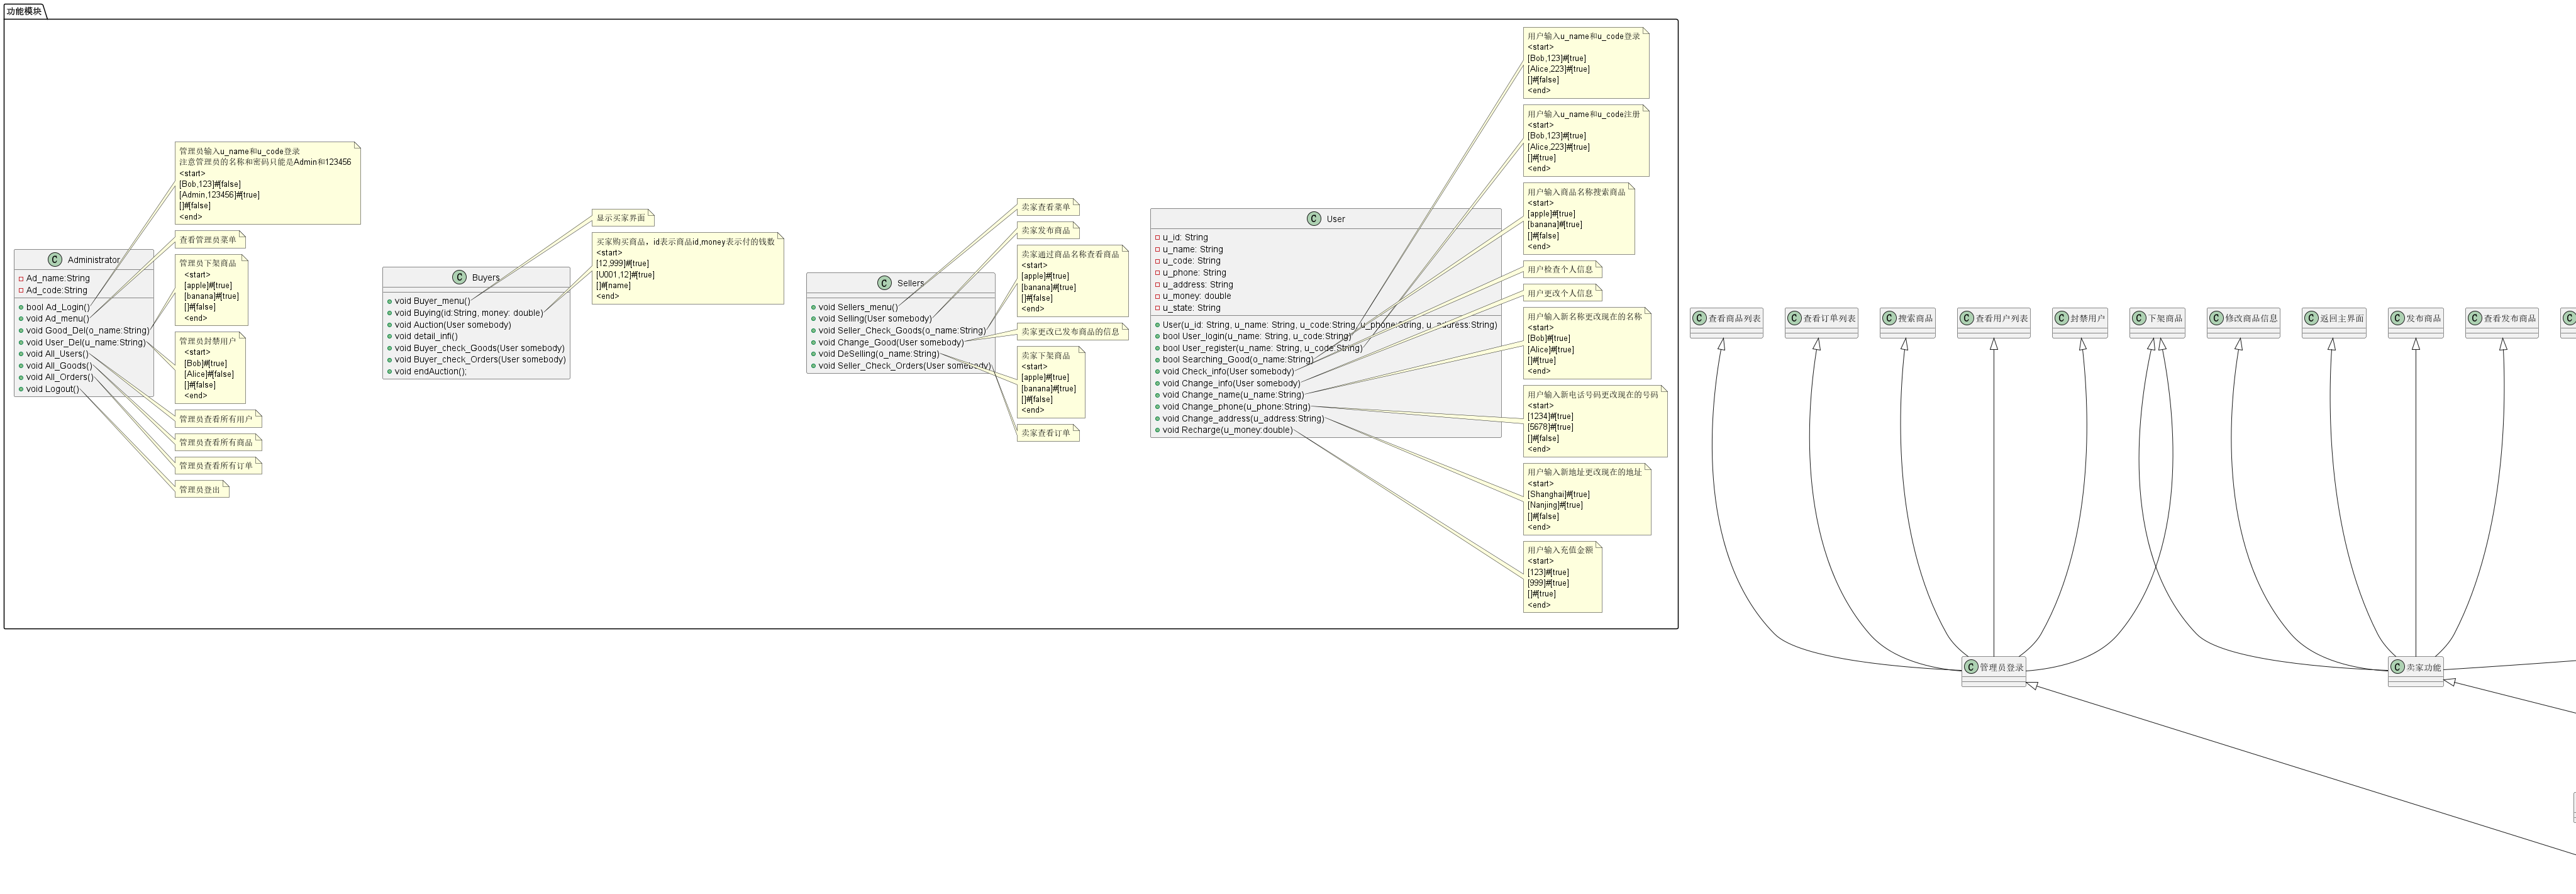 功能模块
Administrator
Ad_name:String
Ad_code:String
bool Ad_Login()
void Ad_menu()
void Good_Del(o_name:String)
void User_Del(u_name:String)
void All_Users()
void All_Goods()
void All_Orders()
void Logout()
管理员输入u_name和u_code登录
注意管理员的名称和密码只能是Admin和123456
<start>
[Bob,123]#[false]
[Admin,123456]#[true]
[]#[false]
<end>
查看管理员菜单
管理员下架商品
<start>
[apple]#[true]
[banana]#[true]
[]#[false]
<end>
管理员封禁用户
<start>
[Bob]#[true]
[Alice]#[false]
[]#[false]
<end>
管理员查看所有用户
管理员查看所有商品
管理员查看所有订单
管理员登出
Buyers
void Buyer_menu()
void Buying(id:String, money: double)
void Auction(User somebody)
void detail_infi()
void Buyer_check_Goods(User somebody)
void Buyer_check_Orders(User somebody)
void endAuction();
显示买家界面
买家购买商品，id表示商品id,money表示付的钱数
<start>
[12,999]#[true]
[U001,12]#[true]
[]#[name]
<end>
Sellers
void Sellers_menu()
void Selling(User somebody)
void Seller_Check_Goods(o_name:String)
void Change_Good(User somebody)
void DeSelling(o_name:String)
void Seller_Check_Orders(User somebody)
卖家查看菜单
卖家发布商品
卖家通过商品名称查看商品
<start>
[apple]#[true]
[banana]#[true]
[]#[false]
<end>
卖家更改已发布商品的信息
卖家下架商品
<start>
[apple]#[true]
[banana]#[true]
[]#[false]
<end>
卖家查看订单
User
u_id: String
u_name: String
u_code: String
u_phone: String
u_address: String
u_money: double
u_state: String
User(u_id: String, u_name: String, u_code:String, u_phone:String, u_address:String)
bool User_login(u_name: String, u_code:String)
bool User_register(u_name: String, u_code:String)
bool Searching_Good(o_name:String)
void Check_info(User somebody)
void Change_info(User somebody)
void Change_name(u_name:String)
void Change_phone(u_phone:String)
void Change_address(u_address:String)
void Recharge(u_money:double)
用户输入u_name和u_code登录
<start>
[Bob,123]#[true]
[Alice,223]#[true]
[]#[false]
<end>
用户输入u_name和u_code注册
<start>
[Bob,123]#[true]
[Alice,223]#[true]
[]#[true]
<end>
用户输入商品名称搜索商品
<start>
[apple]#[true]
[banana]#[true]
[]#[false]
<end>
用户检查个人信息
用户更改个人信息
用户输入新名称更改现在的名称
<start>
[Bob]#[true]
[Alice]#[true]
[]#[true]
<end>
用户输入新电话号码更改现在的号码
<start>
[1234]#[true]
[5678]#[true]
[]#[false]
<end>
用户输入新地址更改现在的地址
<start>
[Shanghai]#[true]
[Nanjing]#[true]
[]#[false]
<end>
用户输入充值金额
<start>
[123]#[true]
[999]#[true]
[]#[true]
<end>
查看商品列表
查看订单列表
搜索商品
查看用户列表
封禁用户
下架商品
修改商品信息
返回主界面
发布商品
查看发布商品
管理员登录
卖家功能